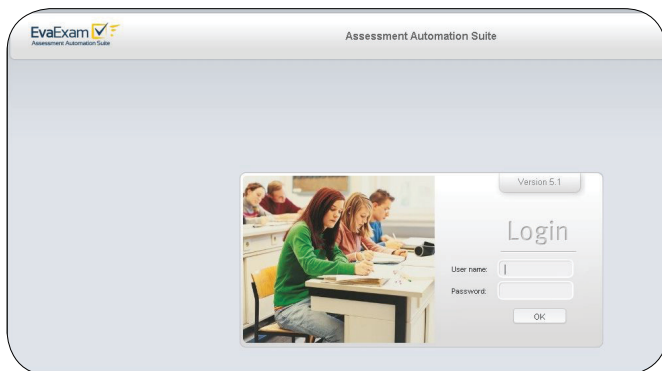 EvaExam
Assessment Automation Suite
Assessment Automation Suite
Version 5.1
Login
User name:
Password:
OK